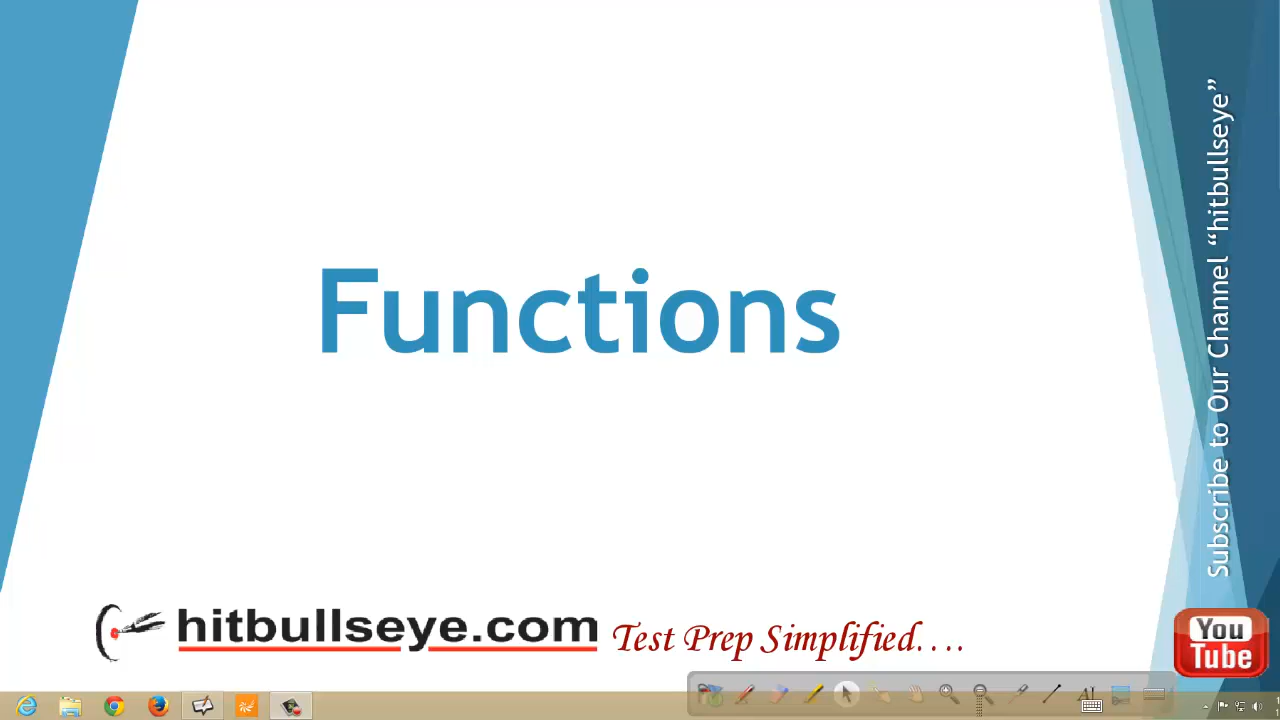 Functions
Subscribe to Our Channel “hitbullseye”
hitbullseye.com Test Prep Simplified....
You
Tube